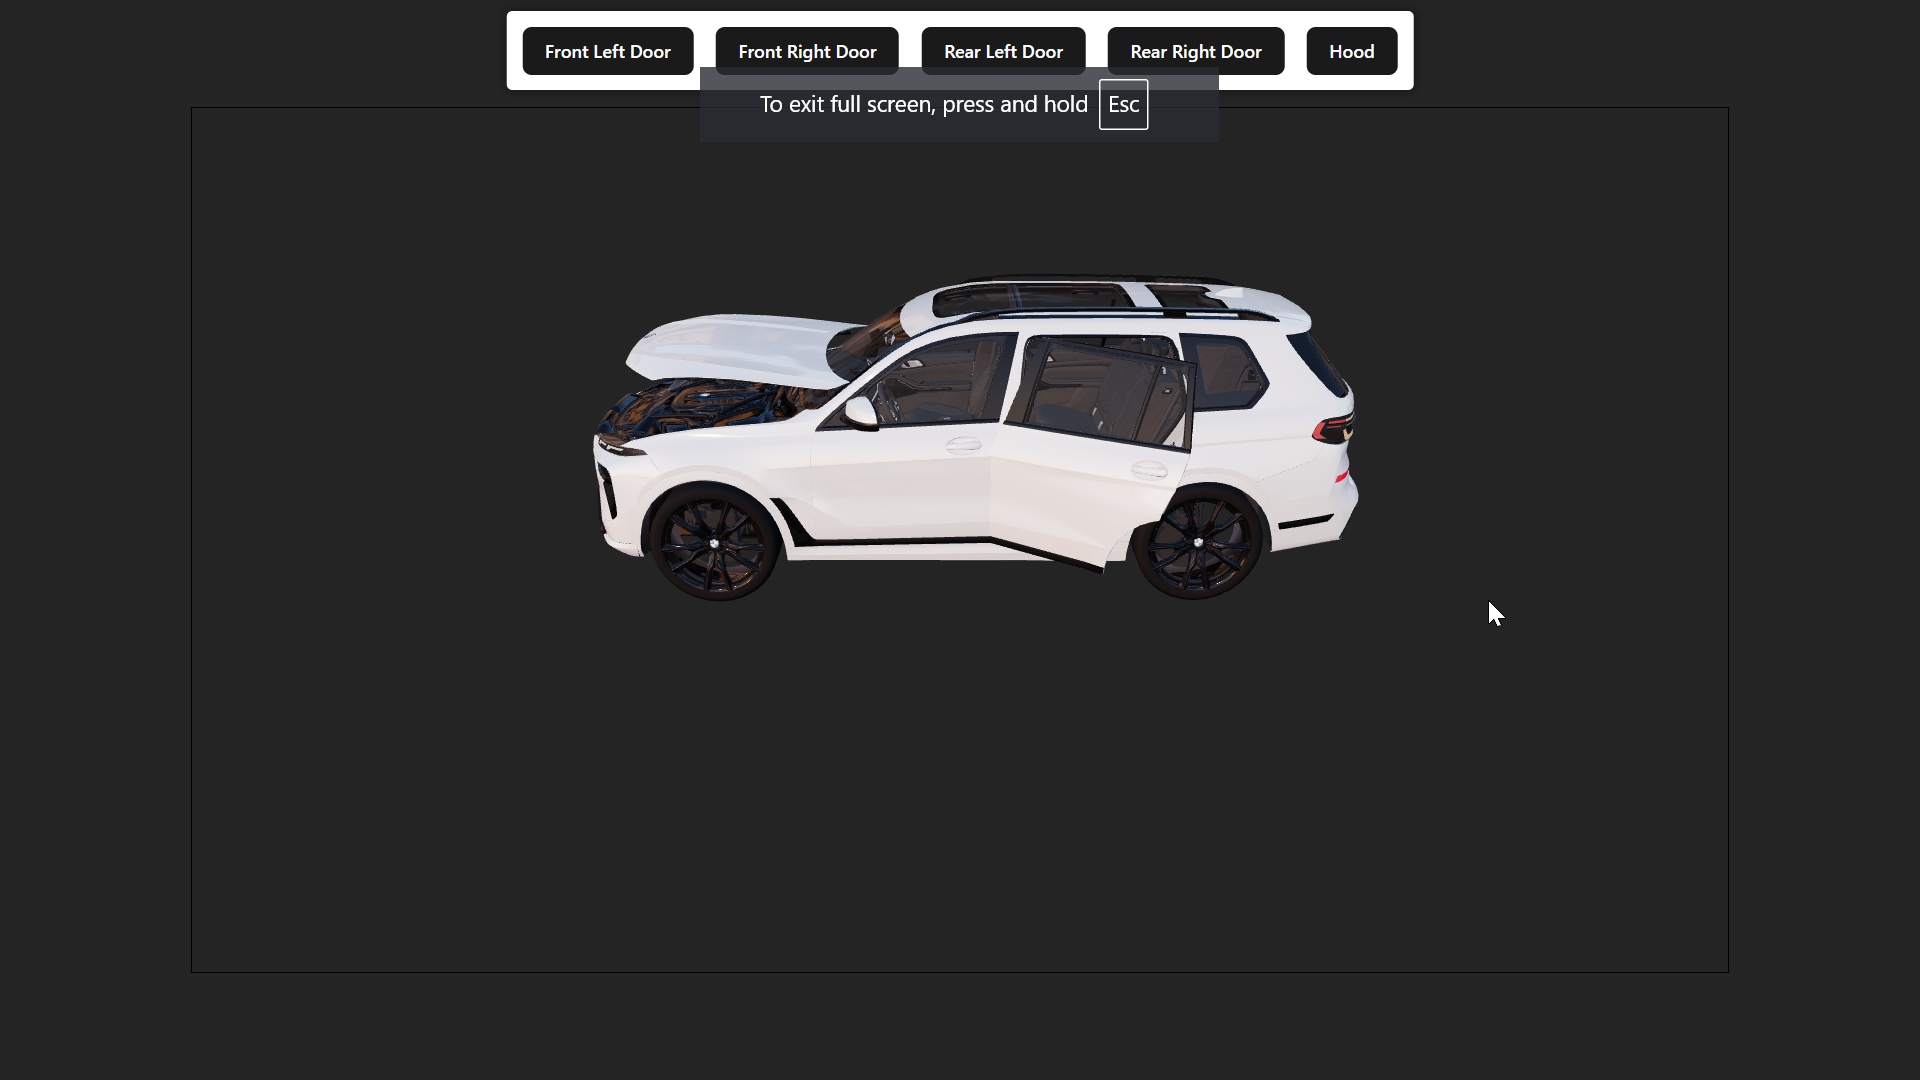 Front Left Door
Front Right Door
Rear Left Door
Rear Right Door
Hood
To exit full screen, press and hold Esc